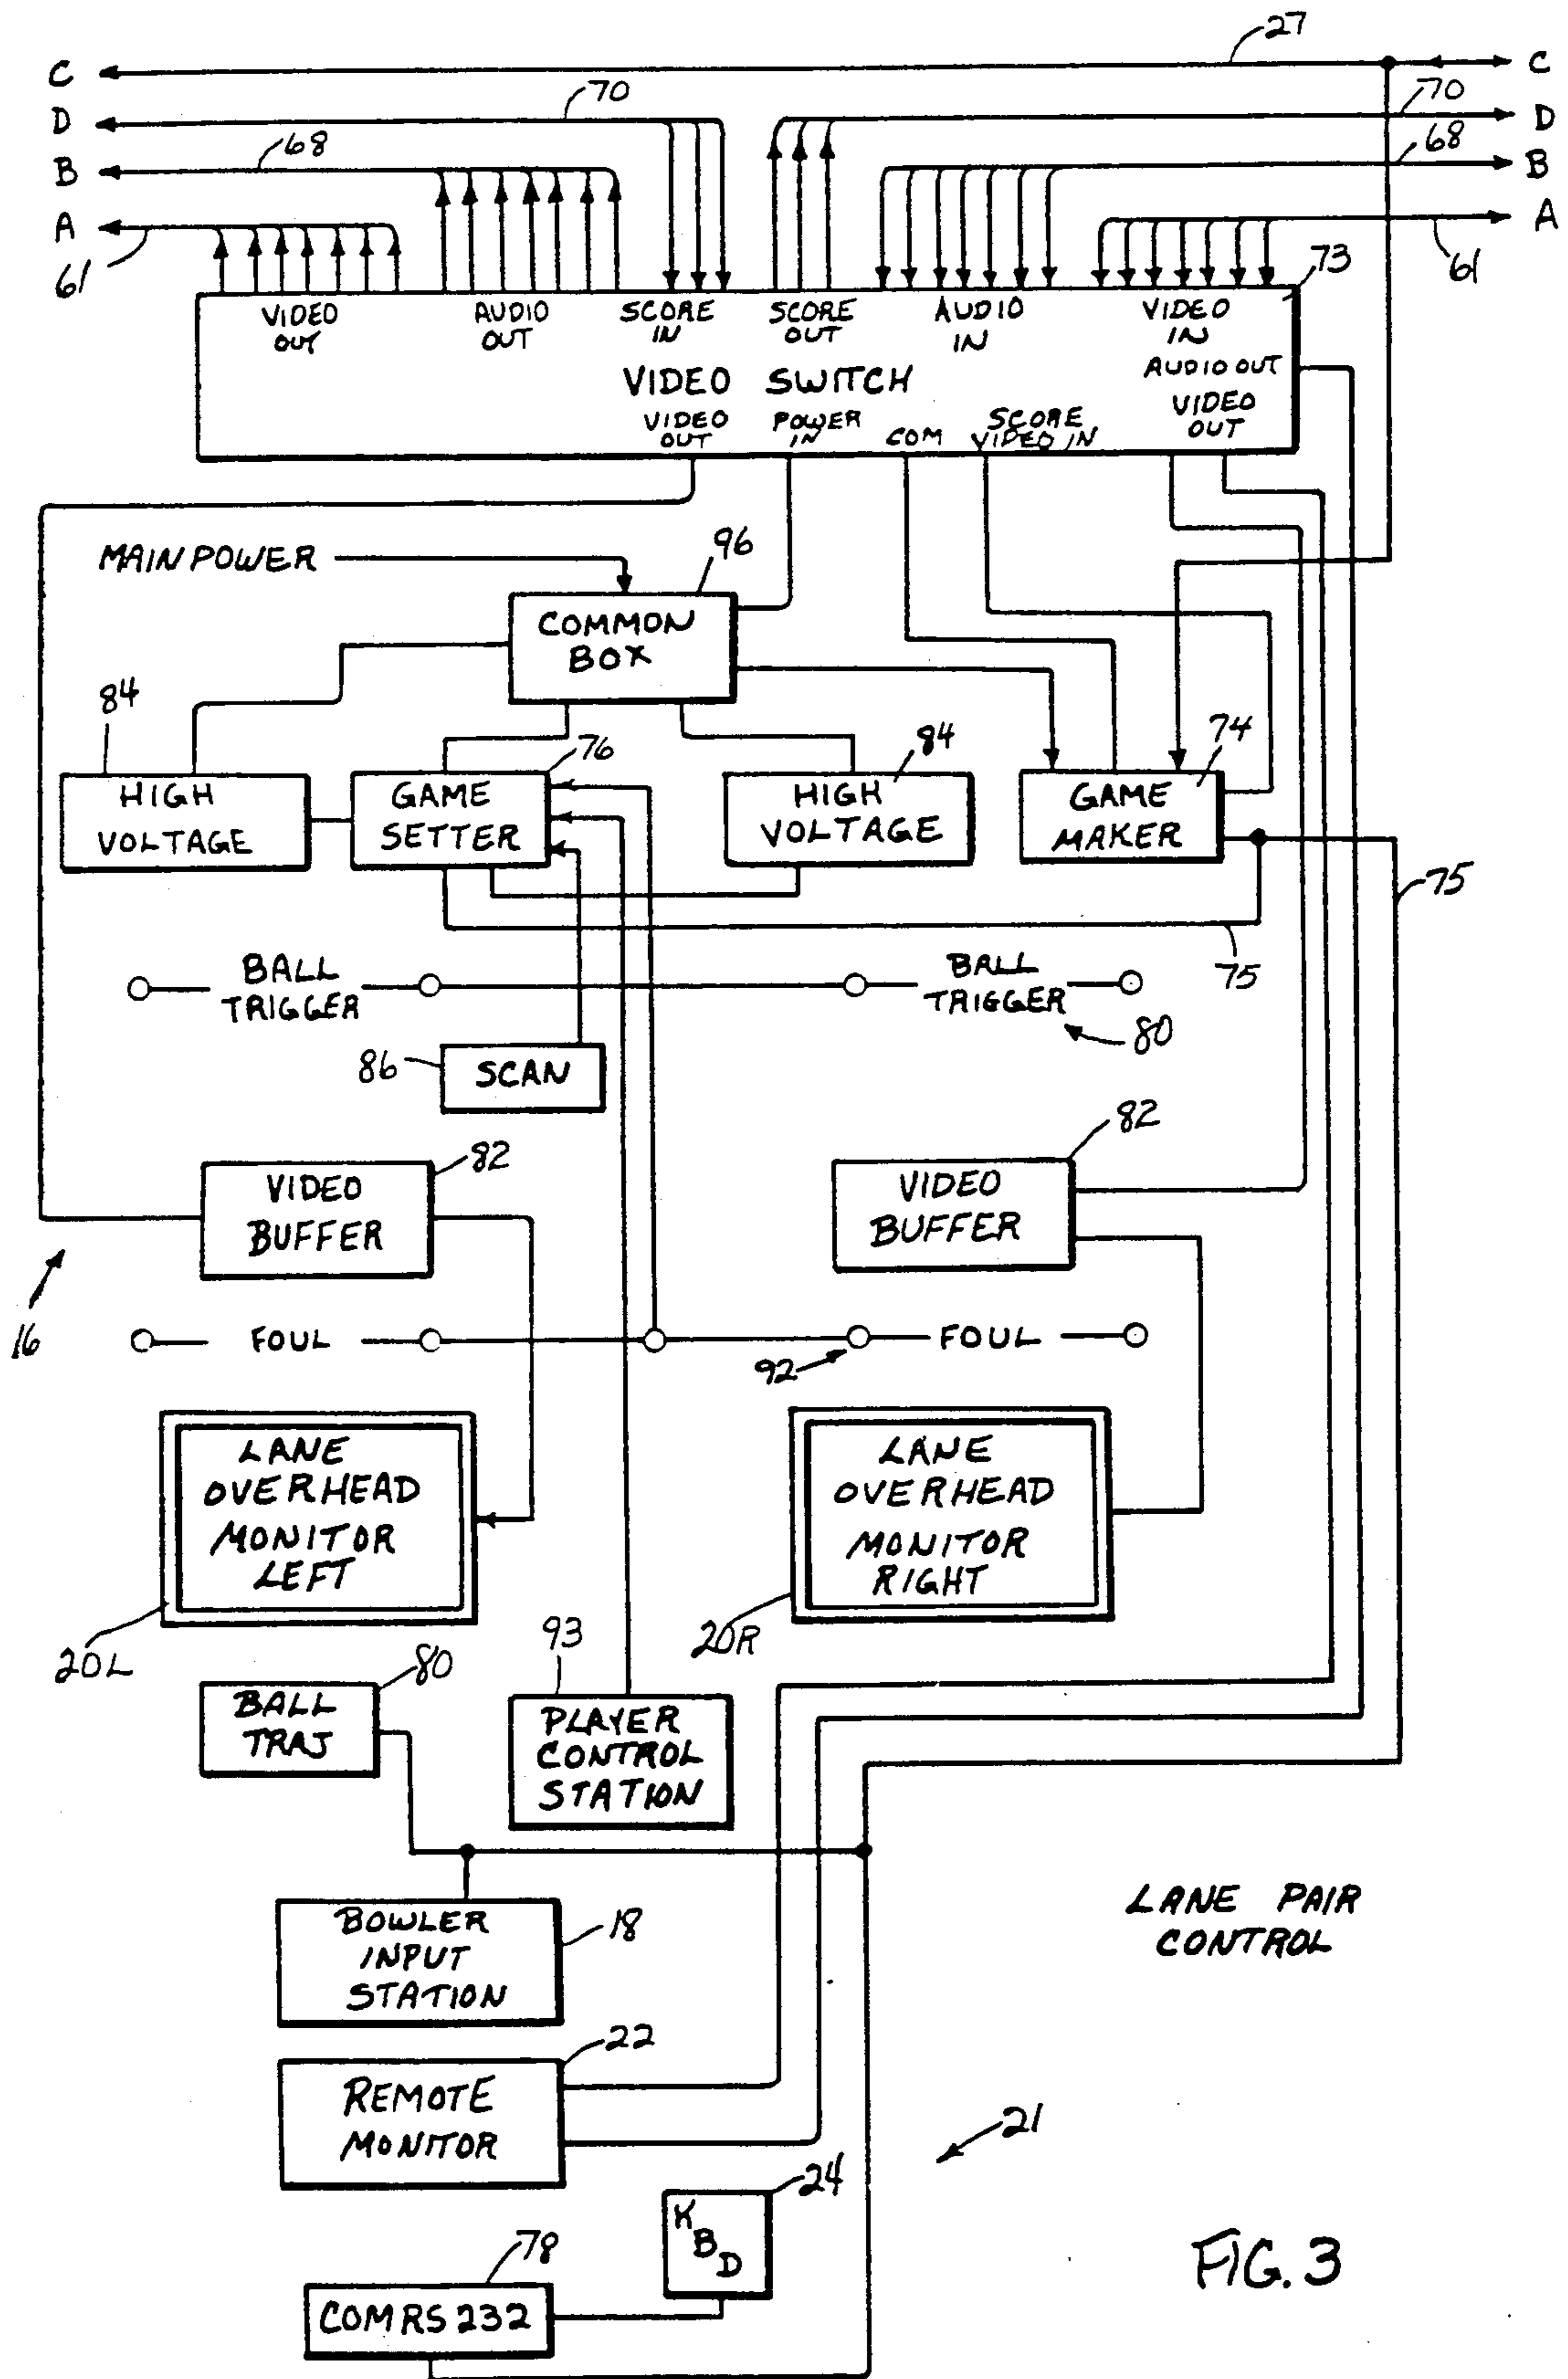 27
C
C
70
70
D
D
68
68
B
B
A
A
61
61
73
VIDEO OUT
AUDIO OUT
SCORE IN
SCORE OUT
AUDIO IN
VIDEO IN
VIDEO SWITCH
AUDIO OUT
VIDEO OUT
POWER IN
COM
SCORE VIDEO IN
VIDEO OUT
MAIN POWER
96
COMMON
BOX
84
76
84
74
HIGH
VOLTAGE
GAME
SETTER
HIGH
VOLTAGE
GAME
MAKER
75
75
BALL
TRIGGER
BALL
TRIGGER
80
86
SCAN
82
82
VIDEO
BUFFER
VIDEO
BUFFER
16
FOUL
FOUL
92
LANE
OVERHEAD
MONITOR
LEFT
LANE
OVERHEAD
MONITOR
RIGHT
20L
20R
80
93
BALL
TRAJ
PLAYER
CONTROL
STATION
LANE PAIR
CONTROL
BOWLER
INPUT
STATION
18
22
REMOTE
MONITOR
21
24
KBD
78
COMRS232
FIG. 3